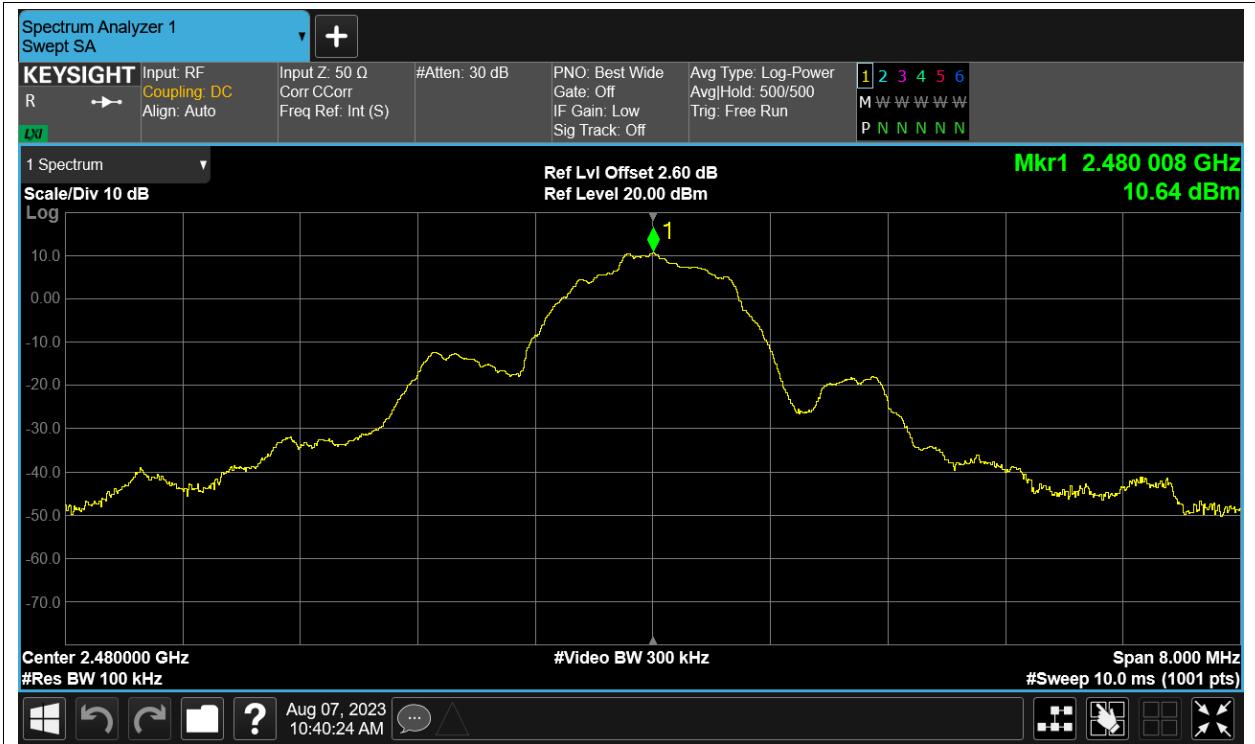 Spectrum Analyzer 1
Swept SA
KEYSIGHT
R
LXI
Input: RF
Coupling: DC
Align: Auto
Input Z: 50 Ω
Corr CCorr
Freq Ref: Int (S)
#Atten: 30 dB
PNO: Best Wide
Gate: Off
IF Gain: Low
Sig Track: Off
Avg Type: Log-Power
Avg|Hold: 500/500
Trig: Free Run
1 2 3 4 5 6
M W W W W W
P N N N N N
1 Spectrum
Scale/Div 10 dB
Log
Ref Lvl Offset 2.60 dB
Ref Level 20.00 dBm
Mkr1 2.480 008 GHz
10.64 dBm
1
10.0
0.00
-10.0
-20.0
-30.0
-40.0
-50.0
-60.0
-70.0
Center 2.480000 GHz
#Res BW 100 kHz
#Video BW 300 kHz
Span 8.000 MHz
#Sweep 10.0 ms (1001 pts)
?
Aug 07, 2023
10:40:24 AM